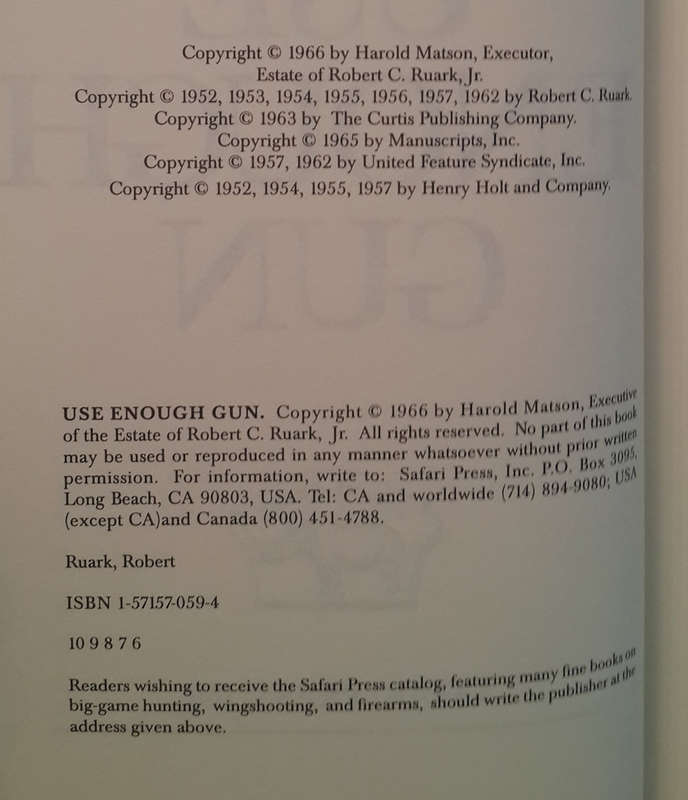 Copyright © 1966 by Harold Matson, Executor,
Estate of Robert C. Ruark, Jr.
Copyright © 1952, 1953, 1954, 1955, 1956, 1957, 1962 by Robert C. Ruark.
Copyright © 1963 by The Curtis Publishing Company.
Copyright © 1965 by Manuscripts, Inc.
Copyright © 1957, 1962 by United Feature Syndicate, Inc.
Copyright © 1952, 1954, 1955, 1957 by Henry Holt and Company.
USE ENOUGH GUN. Copyright © 1966 by Harold Matson, Executive
of the Estate of Robert C. Ruark, Jr. All rights reserved. No part of this book
may be used or reproduced in any manner whatsoever without prior written
permission. For information, write to: Safari Press, Inc. P.O. Box 3095,
Long Beach, CA 90803, USA. Tel: CA and worldwide (714) 894-9080; USA
(except CA)and Canada (800) 451-4788.
Ruark, Robert
ISBN 1-57157-059-4
10 9 8 7 6
Readers wishing to receive the Safari Press catalog, featuring many fine books on
big-game hunting, wingshooting, and firearms, should write the publisher at the
address given above.